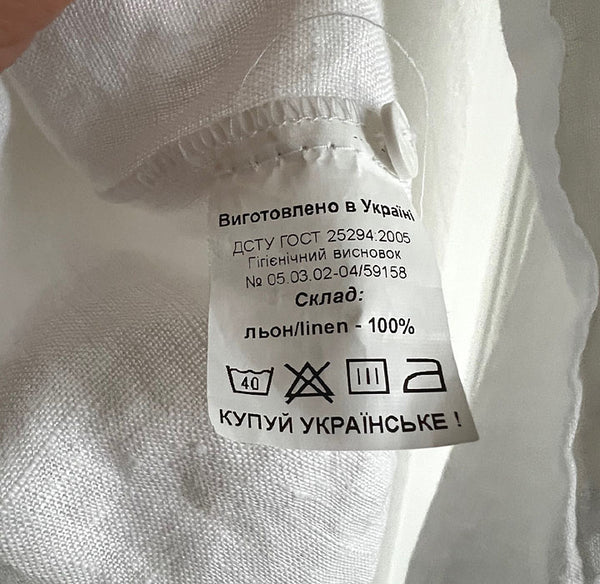 Виготовлено в Україні
ДСТУ ГОСТ 25294:2005
Гігієнічний висновок
№ 05.03.02-04/59158
Склад:
льон/linen - 100%
40
КУПУЙ УКРАЇНСЬКЕ !